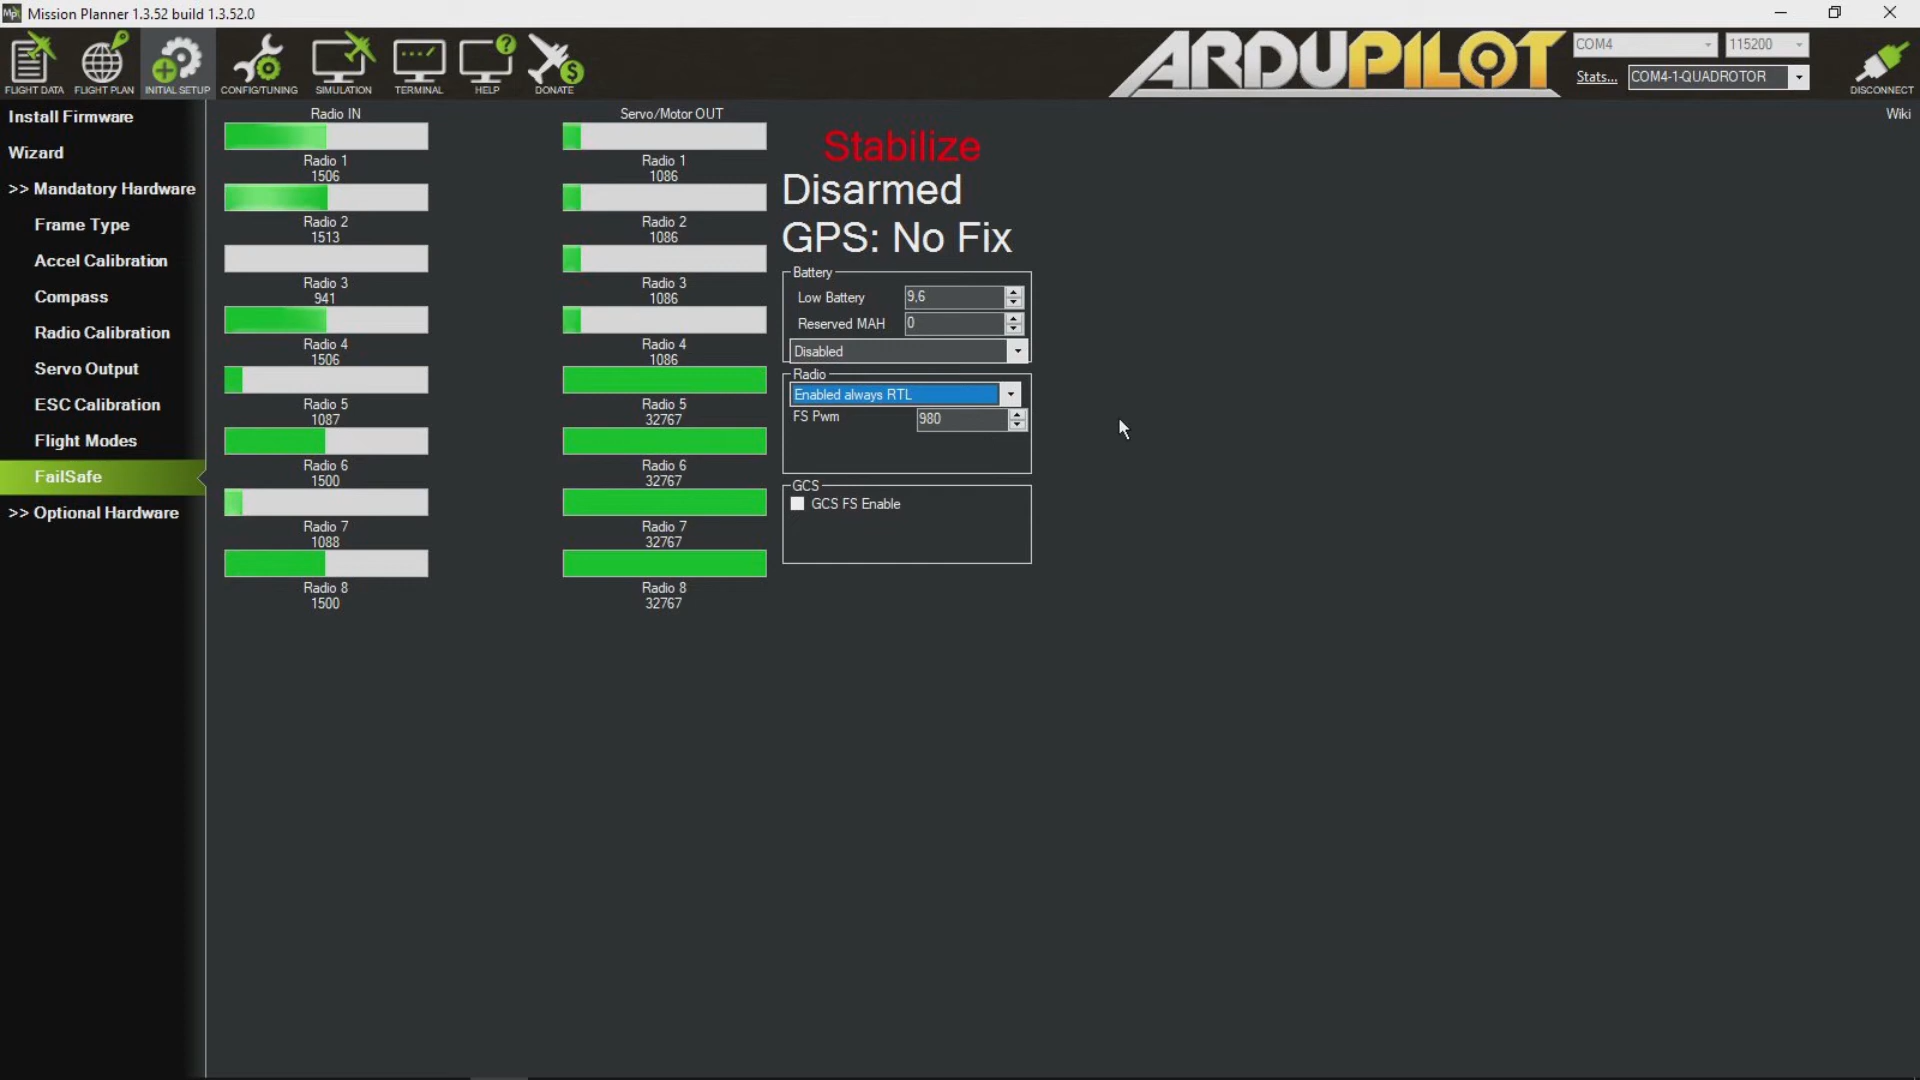 Mission Planner 1.3.52 build 1.3.52.0
FLIGHT DATA
FLIGHT PLAN
INITIAL SETUP
CONFIG/TUNING
SIMULATION
TERMINAL
HELP
DONATE
ARDUPILOT
COM4
115200
Stats...
COM4-1-QUADROTOR
DISCONNECT
Install Firmware
Wizard
>> Mandatory Hardware
Frame Type
Accel Calibration
Compass
Radio Calibration
Servo Output
ESC Calibration
Flight Modes
FailSafe
>> Optional Hardware
Radio IN
Radio 1
1506
Radio 2
1513
Radio 3
941
Radio 4
1506
Radio 5
1087
Radio 6
1500
Radio 7
1088
Radio 8
1500
Servo/Motor OUT
Radio 1
1086
Radio 2
1086
Radio 3
1086
Radio 4
1086
Radio 5
32767
Radio 6
32767
Radio 7
32767
Radio 8
32767
Stabilize
Disarmed
GPS: No Fix
Battery
Low Battery 9.6
Reserved MAH 0
Disabled
Radio
Enabled always RTL
FS Pwm 980
GCS
GCS FS Enable
Wiki